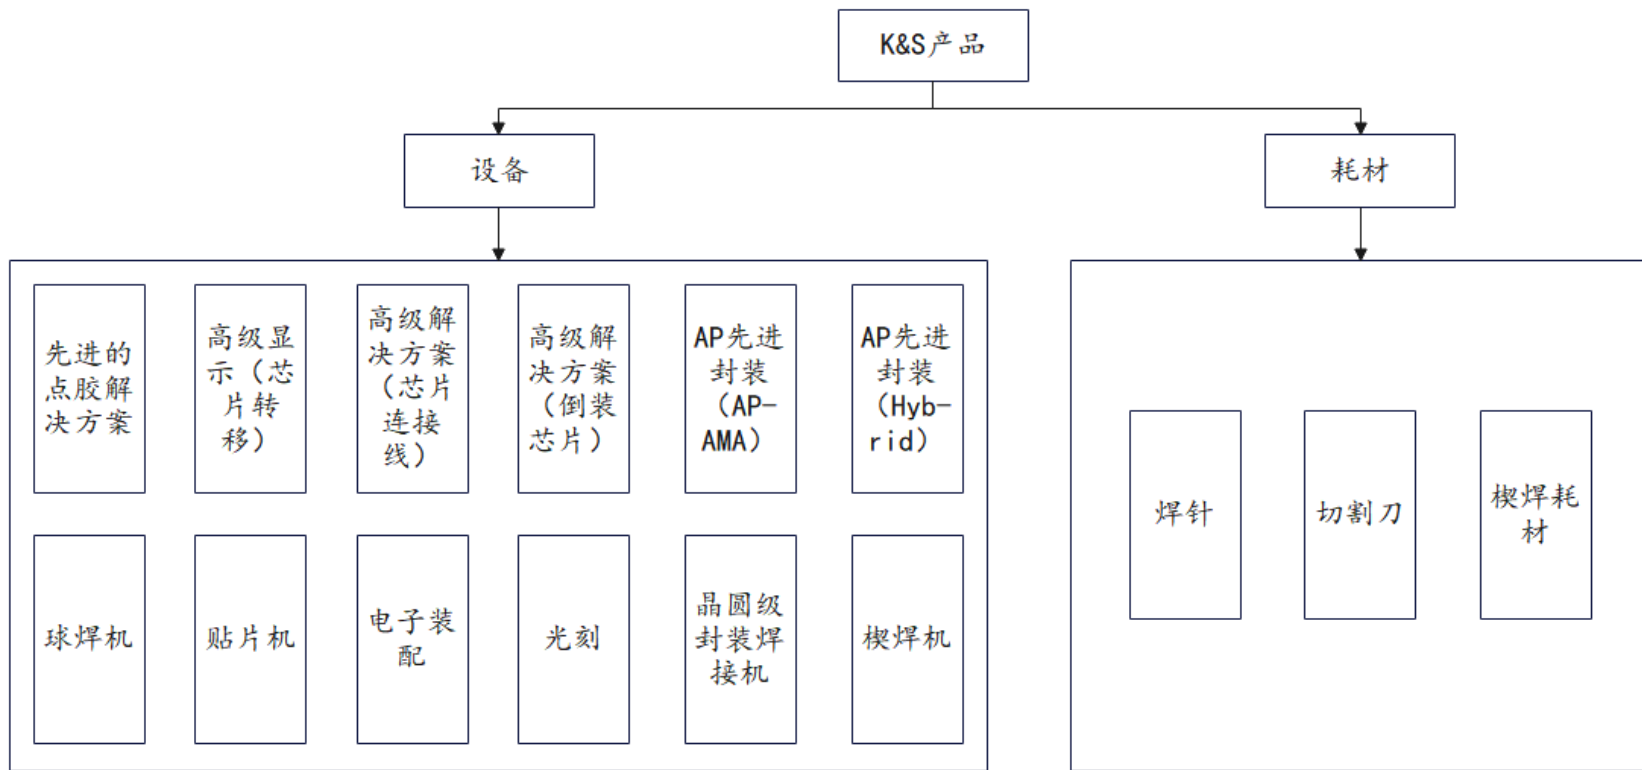 K&S产品
设备
耗材
先进的
点胶解
决方案
高级显
示（芯
片转
移）
高级解
决方案
（芯片
连接
线）
高级解
决方案
（倒装
芯片）
AP先进
封装
（AP-
AMA）
AP先进
封装
（Hyb-
rid）
球焊机
贴片机
电子装
配
光刻
晶圆级
封装焊
接机
楔焊机
焊针
切割刀
楔焊耗
材